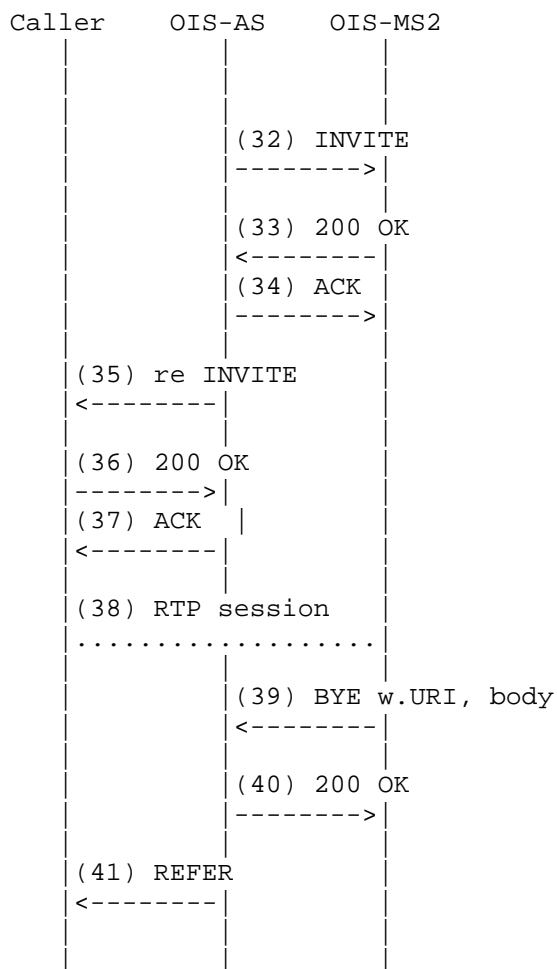 Caller OIS-AS OIS-MS2
(32) INVITE
-------->
(33) 200 OK
<--------
(34) ACK
-------->
(35) re INVITE
<--------
(36) 200 OK
-------->
(37) ACK |
<--------
(38) RTP session
...................
(39) BYE w.URI, body
<--------
(40) 200 OK
-------->
(41) REFER
<--------